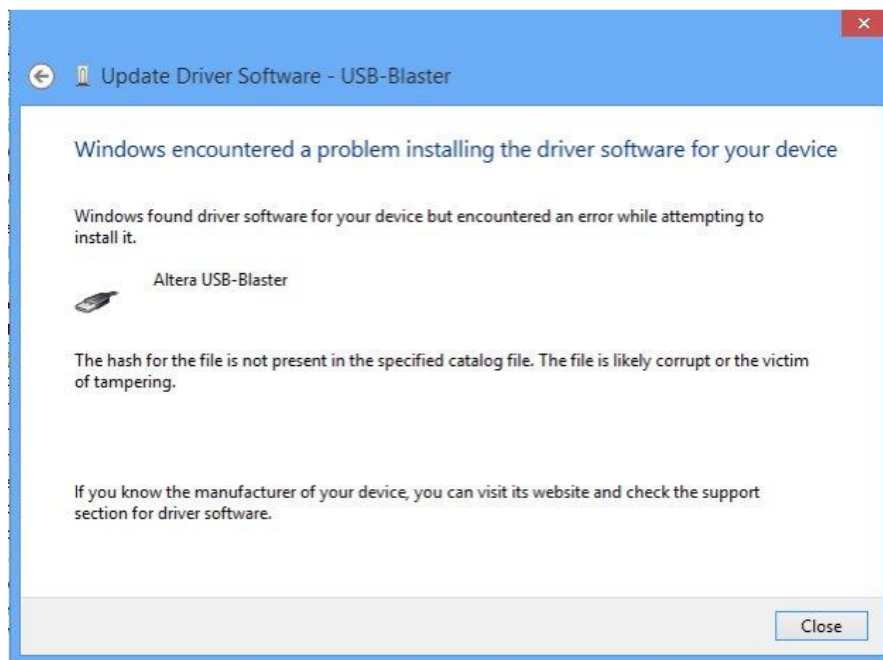 Update Driver Software - USB-Blaster
Windows encountered a problem installing the driver software for your device
Windows found driver software for your device but encountered an error while attempting to
install it.
Altera USB-Blaster
The hash for the file is not present in the specified catalog file. The file is likely corrupt or the victim
of tampering.
If you know the manufacturer of your device, you can visit its website and check the support
section for driver software.
Close